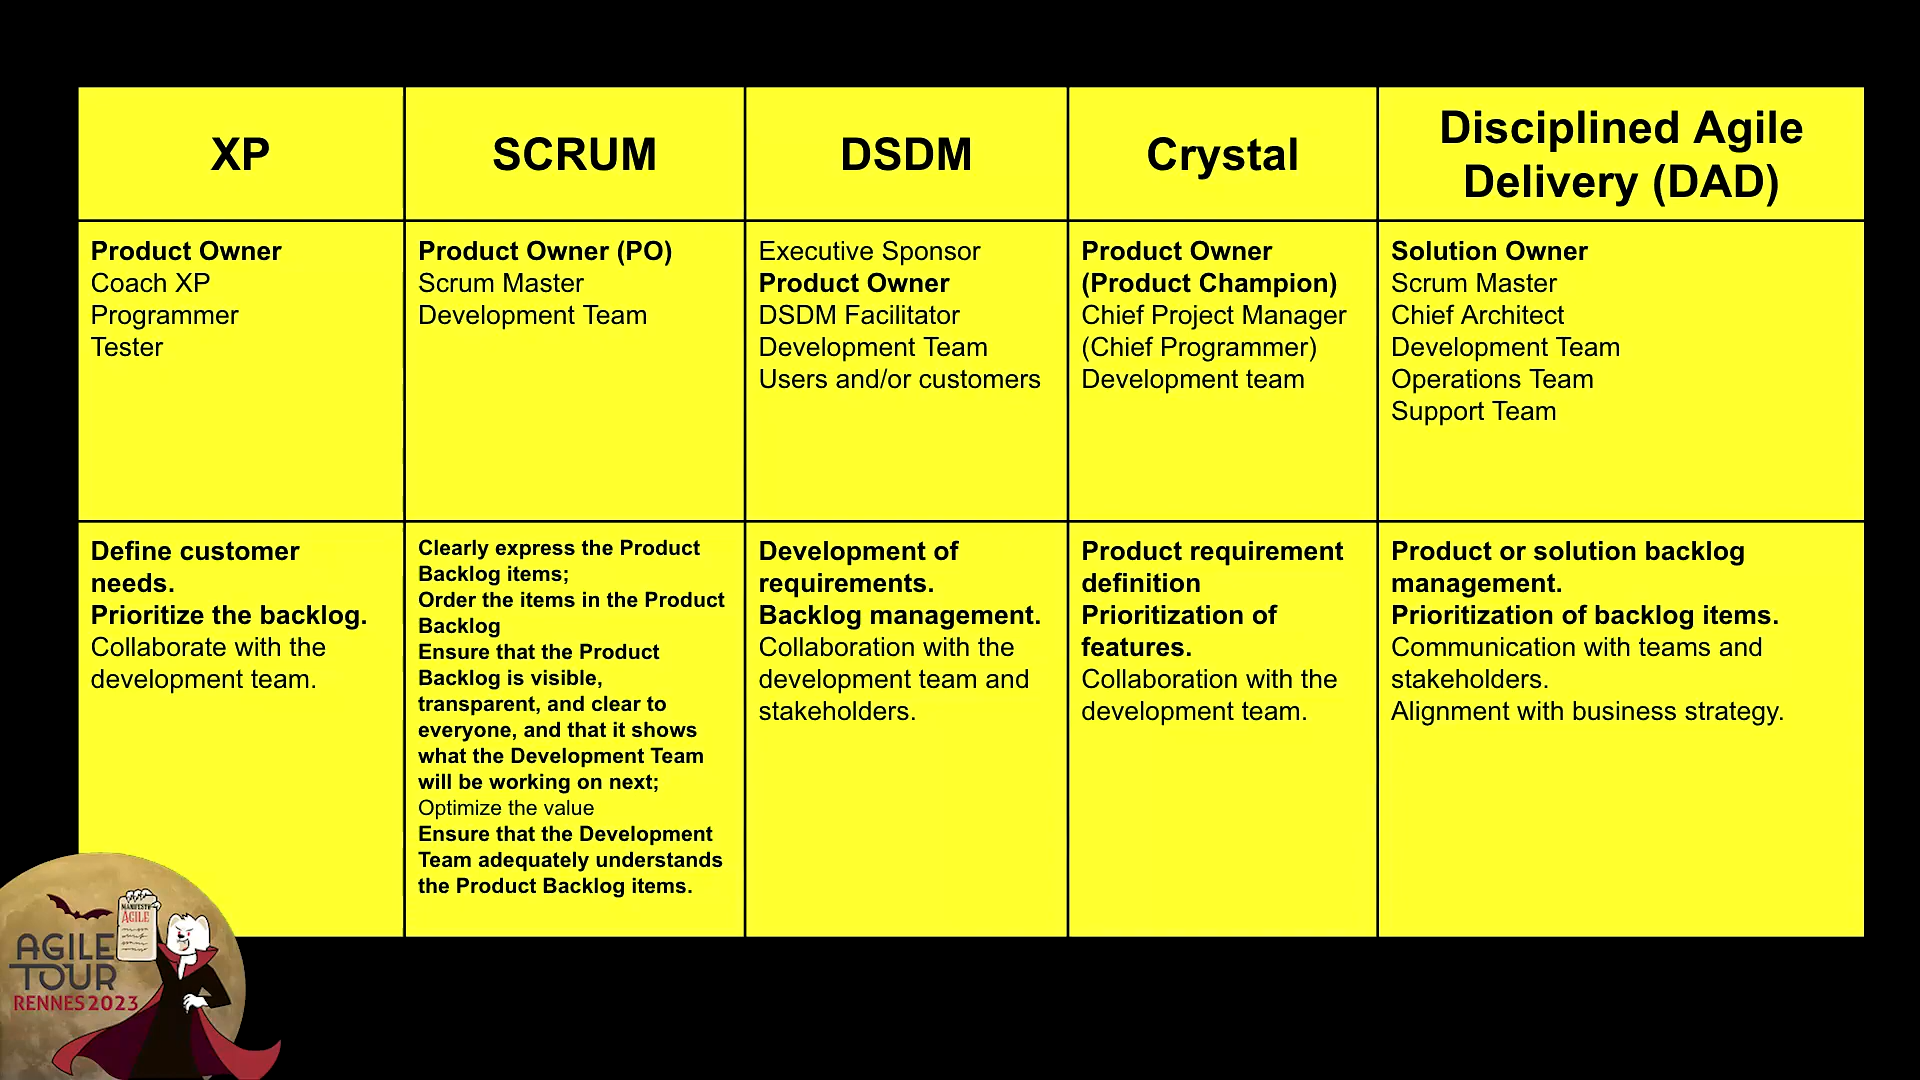 XP
SCRUM
DSDM
Crystal
Disciplined Agile
Delivery (DAD)
Product Owner
Coach XP
Programmer
Tester
Product Owner (PO)
Scrum Master
Development Team
Executive Sponsor
Product Owner
DSDM Facilitator
Development Team
Users and/or customers
Product Owner
(Product Champion)
Chief Project Manager
(Chief Programmer)
Development team
Solution Owner
Scrum Master
Chief Architect
Development Team
Operations Team
Support Team
Define customer
needs.
Prioritize the backlog.
Collaborate with the
development team.
Clearly express the Product
Backlog items;
Order the items in the Product
Backlog
Ensure that the Product
Backlog is visible,
transparent, and clear to
everyone, and that it shows
what the Development Team
will be working on next;
Optimize the value
Ensure that the Development
Team adequately understands
the Product Backlog items.
Development of
requirements.
Backlog management.
Collaboration with the
development team and
stakeholders.
Product requirement
definition
Prioritization of
features.
Collaboration with the
development team.
Product or solution backlog
management.
Prioritization of backlog items.
Communication with teams and
stakeholders.
Alignment with business strategy.
MANIFESTE
AGILE
AGILE
TOUR
RENNES 2023